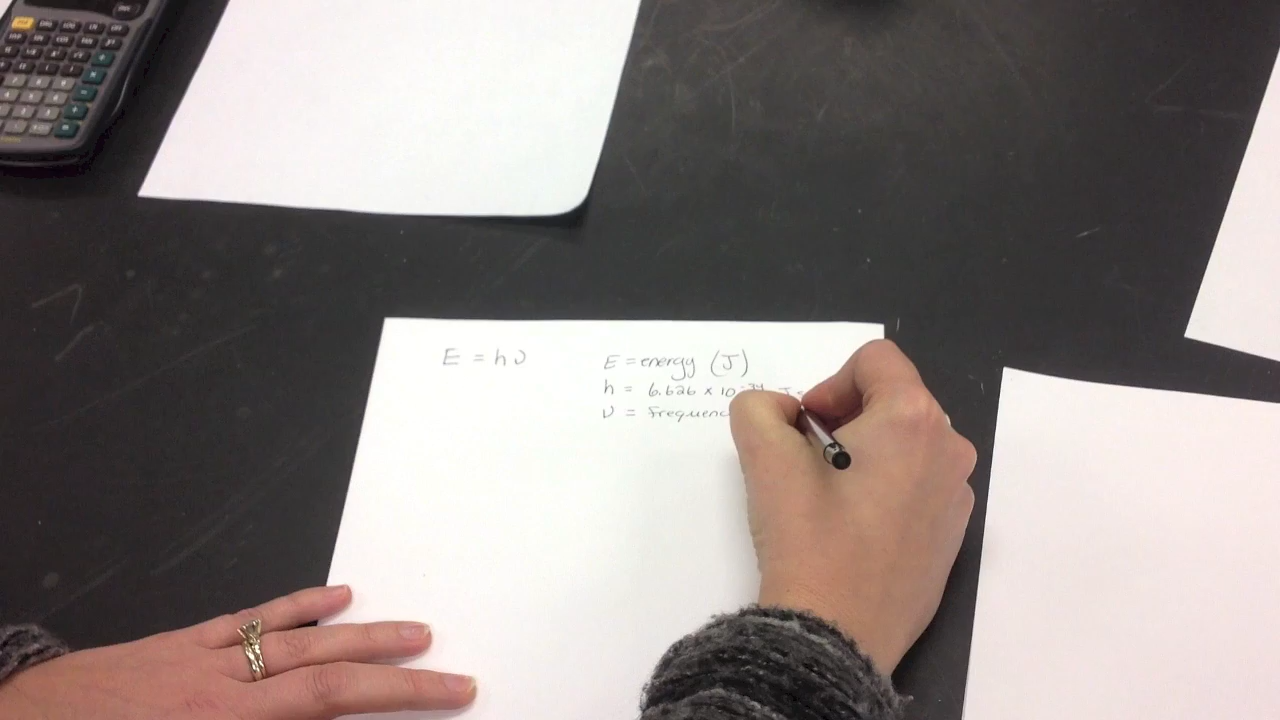 E = hν
E = energy (J)
h = 6.626 x 10⁻³⁴ J
ν = frequenc